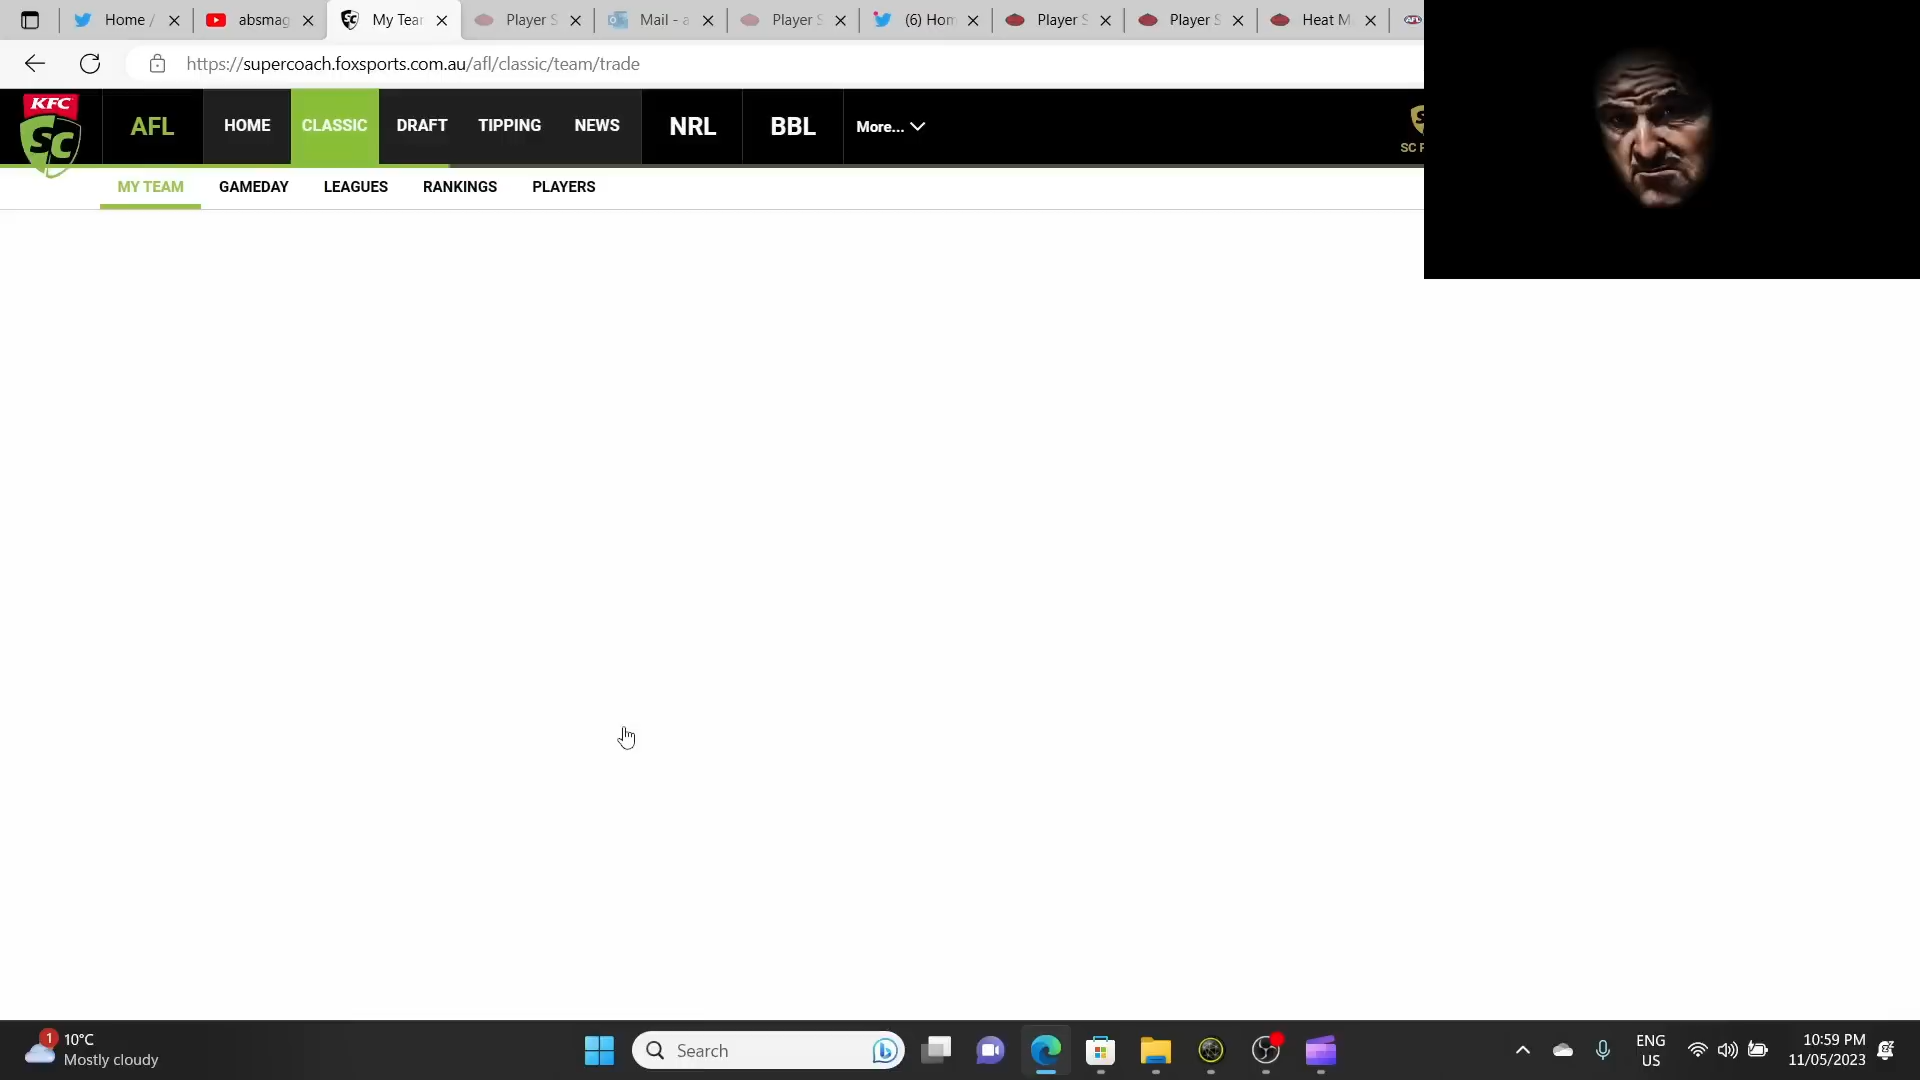 Home /
absmag
My Tear
Player S
Mail - a
Player S
(6) Hom
Player S
Player S
Heat M
https://supercoach.foxsports.com.au/afl/classic/team/trade
KFC
SC
AFL
HOME
CLASSIC
DRAFT
TIPPING
NEWS
NRL
BBL
More...
SC P
MY TEAM
GAMEDAY
LEAGUES
RANKINGS
PLAYERS
1
10°C
Mostly cloudy
Search
ENG
US
10:59 PM
11/05/2023